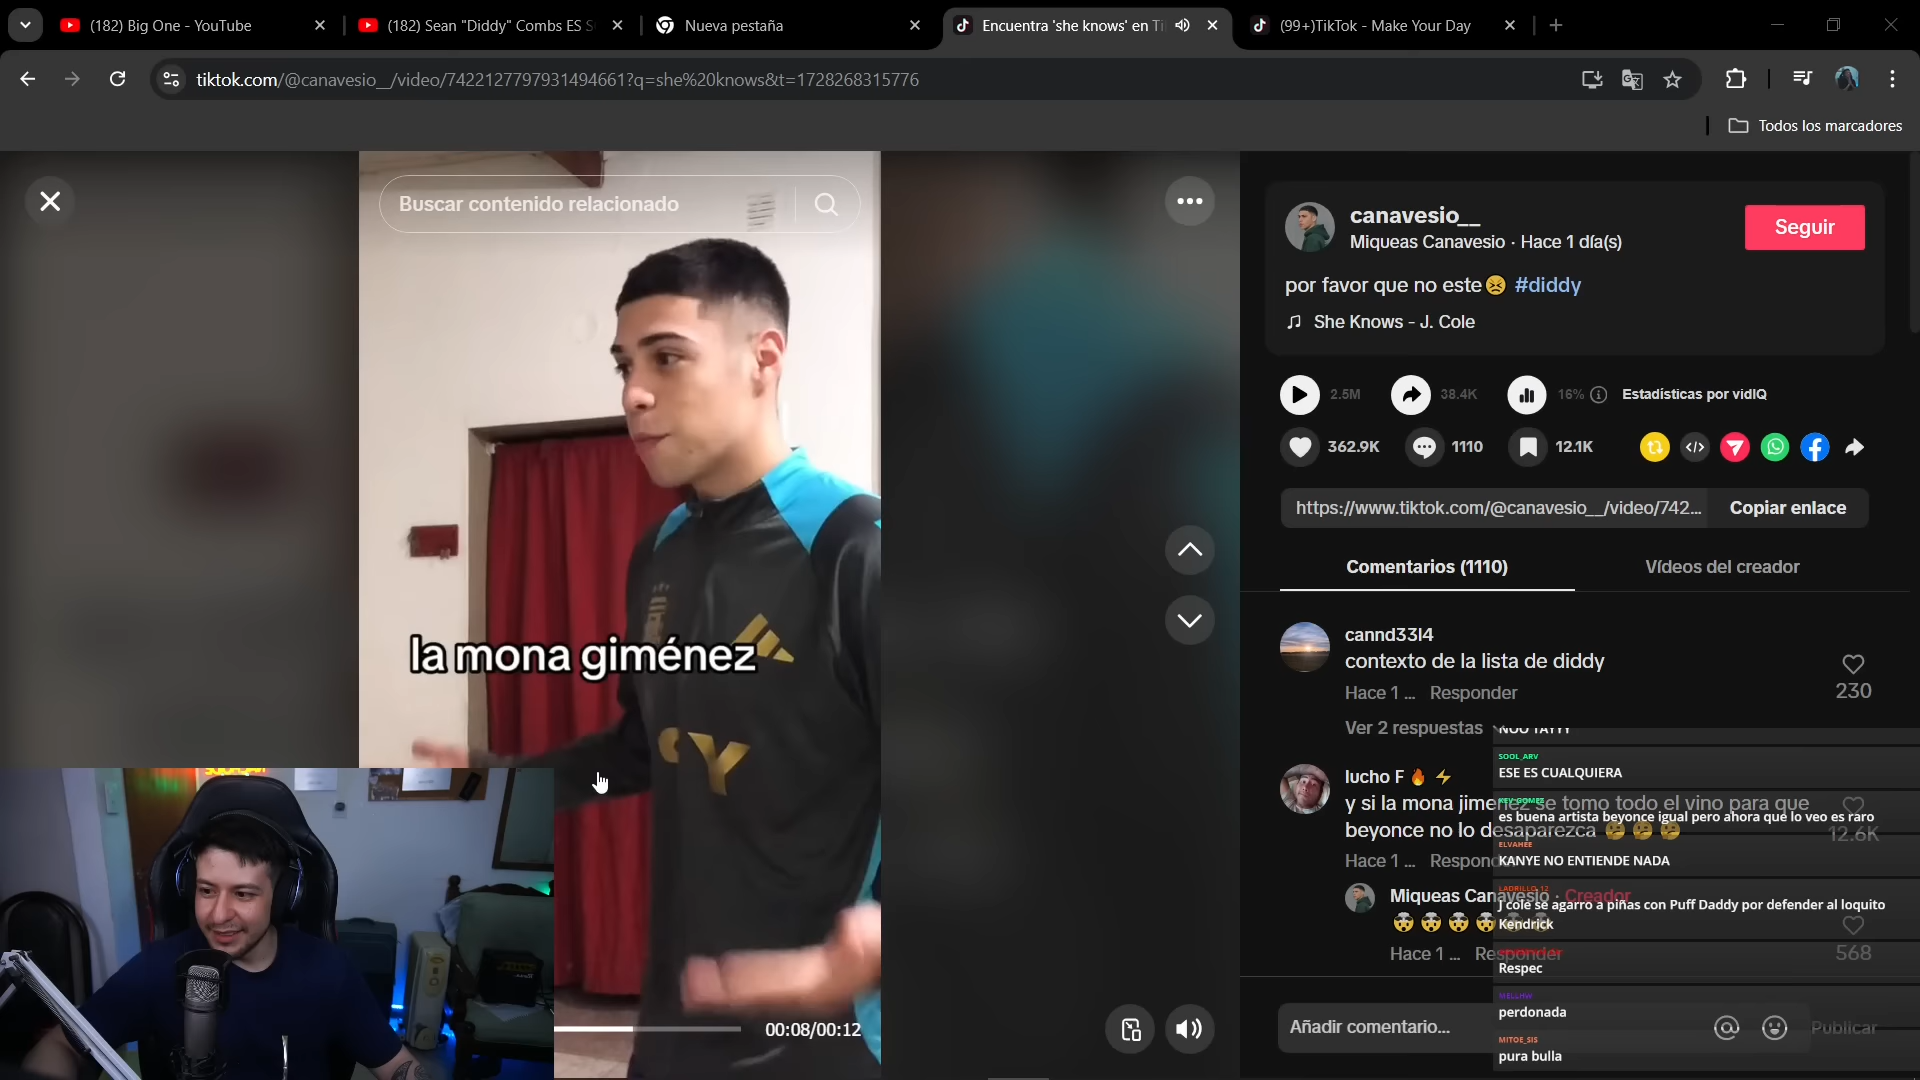 (182) Big One - YouTube
(182) Sean "Diddy" Combs ES S
Nueva pestaña
Encuentra 'she knows' en Ti
(99+)TikTok - Make Your Day
tiktok.com/@canavesio__/video/7422127797931494661?q=she%20knows&t=1728268315776
Todos los marcadores
Buscar contenido relacionado
la mona giménez
CY
00:08/00:12
canavesio__
Miqueas Canavesio · Hace 1 día(s)
Seguir
por favor que no este😣 #diddy
She Knows - J. Cole
2.5M
38.4K
16%
Estadísticas por vidIQ
362.9K
1110
12.1K
https://www.tiktok.com/@canavesio__/video/742...
Copiar enlace
Comentarios (1110)
Vídeos del creador
cannd33l4
contexto de la lista de diddy
Hace 1 ... Responder
230
Ver 2 respuestas
lucho F 🔥 ⚡
y si la mona jimenez se tomo todo el vino para que
beyonce no lo desaparezca 🤔 🤔 🤔
12.6K
Hace 1 ... Respond
Miqueas Canavesio · Creador
🤯 🤯 🤯 🤯 🤯 🤯
Hace 1 ... Responder
568
Añadir comentario...
Publicar
NOO TAYYY
SOOL_ARV
ESE ES CUALQUIERA
KEV_GOMEZ
es buena artista beyonce igual pero ahora que lo veo es raro
ELVAHEE
KANYE NO ENTIENDE NADA
LADRILLO_12
J cole se agarro a piñas con Puff Daddy por defender al loquito
Kendrick
Respec
MELLHW
perdonada
MITOE_SIS
pura bulla